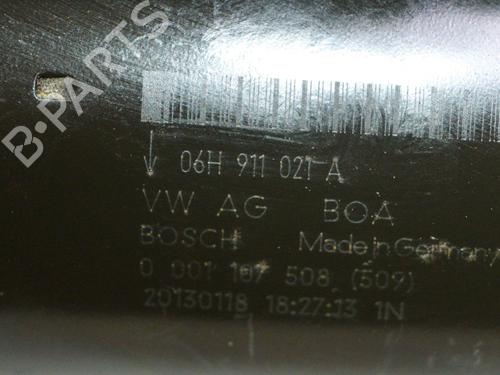 B-PARTS
06H 911 021 A
VW AG BOA
BOSCH Made in Germany
0 001 107 508 (509)
20130118 18:27:13 1N